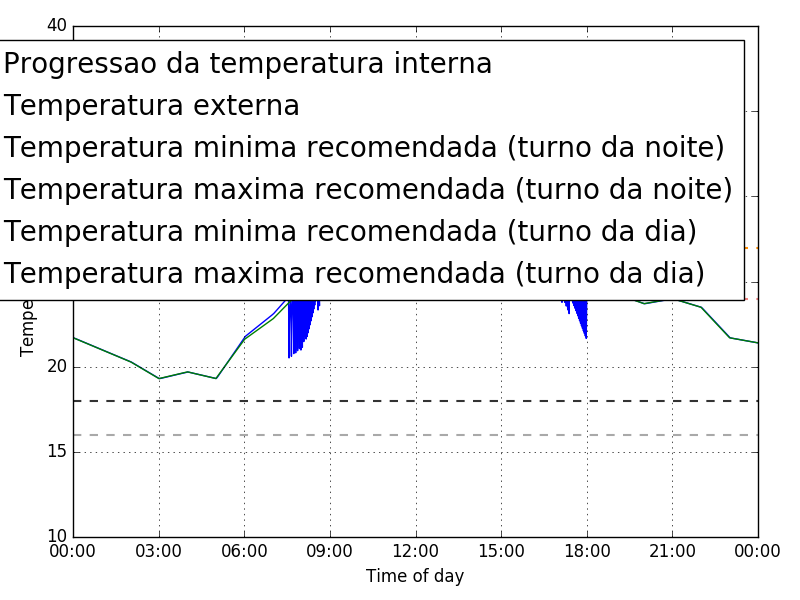 40
Progressao da temperatura interna
Temperatura externa
Temperatura minima recomendada (turno da noite)
Temperatura maxima recomendada (turno da noite)
Temperatura minima recomendada (turno da dia)
Temperatura maxima recomendada (turno da dia)
Tempe
20
15
10
00:00 03:00 06:00 09:00 12:00 15:00 18:00 21:00 00:00
Time of day